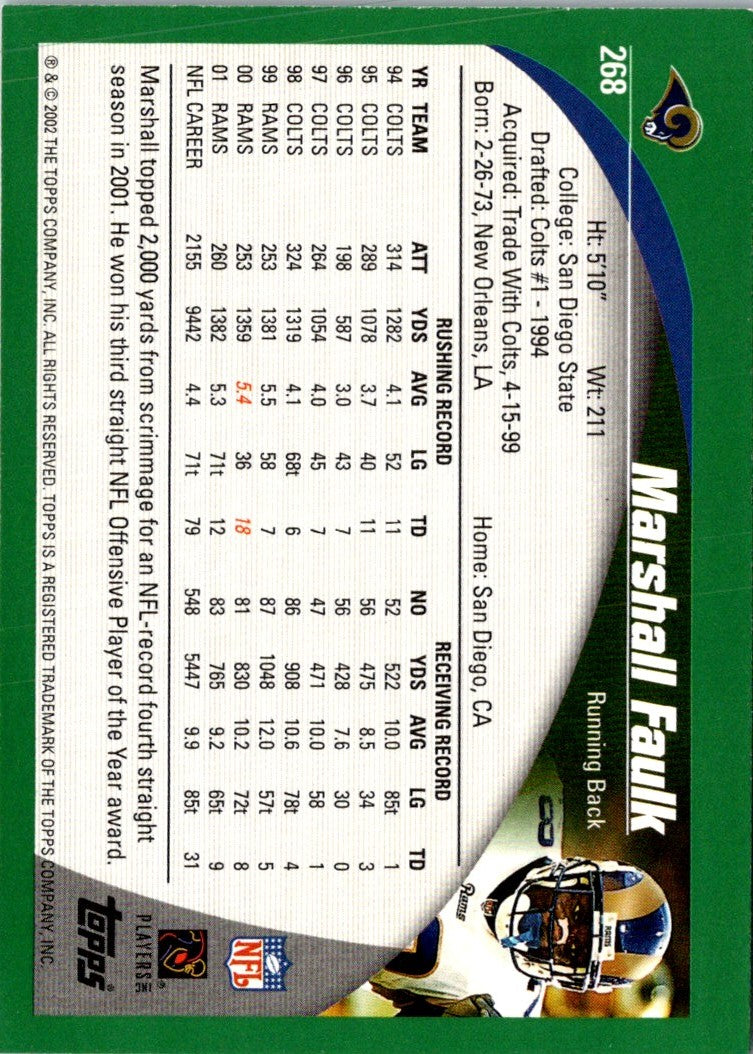 268
Marshall Faulk
Running Back
Ht: 5'10" Wt: 211
College: San Diego State
Drafted: Colts #1 - 1994
Acquired: Trade With Colts, 4-15-99
Born: 2-26-73, New Orleans, LA Home: San Diego, CA
RUSHING RECORD RECEIVING RECORD
YR TEAM ATT YDS AVG LG TD NO YDS AVG LG TD
94 COLTS 314 1282 4.1 52 11 52 522 10.0 85t 1
95 COLTS 289 1078 3.7 40 11 56 475 8.5 34 3
96 COLTS 198 587 3.0 43 7 56 428 7.6 30 0
97 COLTS 264 1054 4.0 45 7 47 471 10.0 58 1
98 COLTS 324 1319 4.1 68t 6 86 908 10.6 78t 4
99 RAMS 253 1381 5.5 58 7 87 1048 12.0 57t 5
00 RAMS 253 1359 5.4 36 18 81 830 10.2 72t 8
01 RAMS 260 1382 5.3 71t 12 83 765 9.2 65t 9
NFL CAREER 2155 9442 4.4 71t 79 548 5447 9.9 85t 31
Marshall topped 2,000 yards from scrimmage for an NFL-record fourth straight
season in 2001. He won his third straight NFL Offensive Player of the Year award.
® & © 2002 THE TOPPS COMPANY, INC. ALL RIGHTS RESERVED. TOPPS IS A REGISTERED TRADEMARK OF THE TOPPS COMPANY, INC.
RAMS
Rams
8
NFL
PLAYERS INC ®
Topps ®